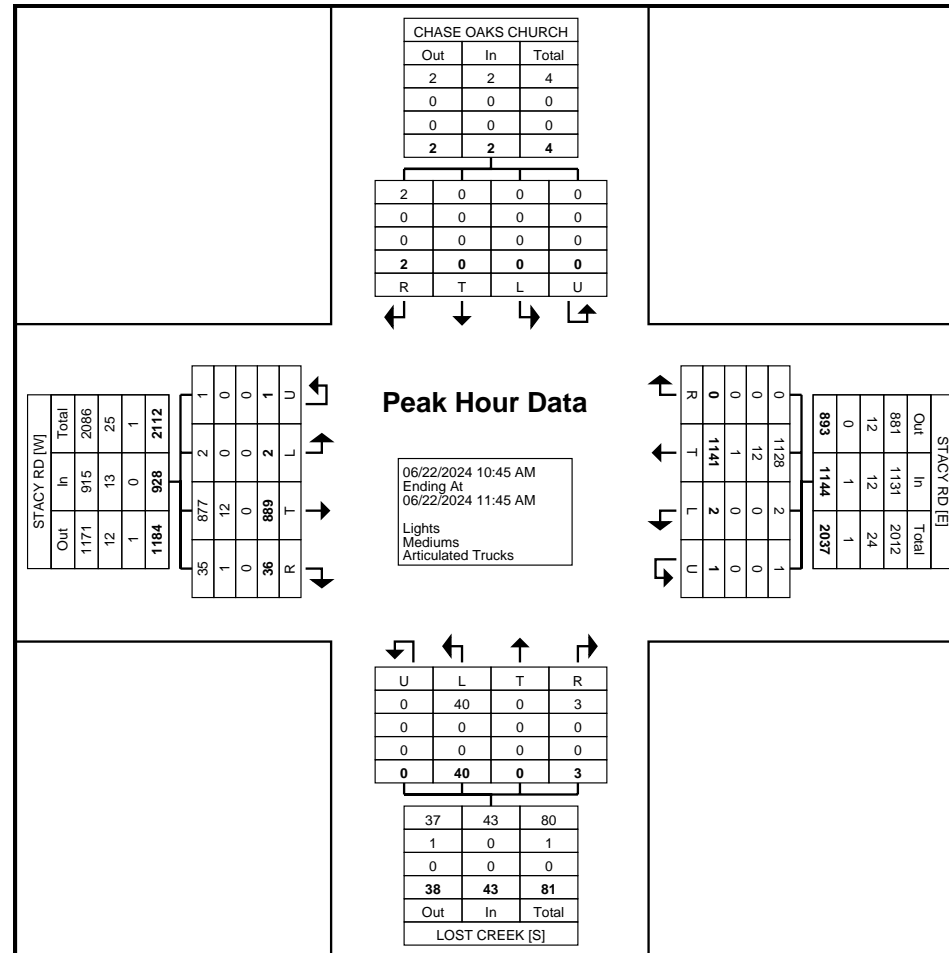 CHASE OAKS CHURCH
Out In Total
2 2 4
0 0 0
0 0 0
2 2 4
2 0 0 0
0 0 0 0
0 0 0 0
2 0 0 0
R T L U
STACY RD [W]
Total 2086 25 1 2112
In 915 13 0 928
Out 1171 12 1 1184
1 0 0 1 U
2 0 0 2 L
877 12 0 889 T
35 1 0 36 R
Peak Hour Data
06/22/2024 10:45 AM
Ending At
06/22/2024 11:45 AM
Lights
Mediums
Articulated Trucks
R 0 0 0 0
T 1141 1 12 1128
L 2 0 0 2
U 1 0 0 1
893 0 12 881 Out
1144 1 12 1131 In
2037 1 24 2012 Total
STACY RD [E]
U L T R
0 40 0 3
0 0 0 0
0 0 0 0
0 40 0 3
37 43 80
1 0 1
0 0 0
38 43 81
Out In Total
LOST CREEK [S]